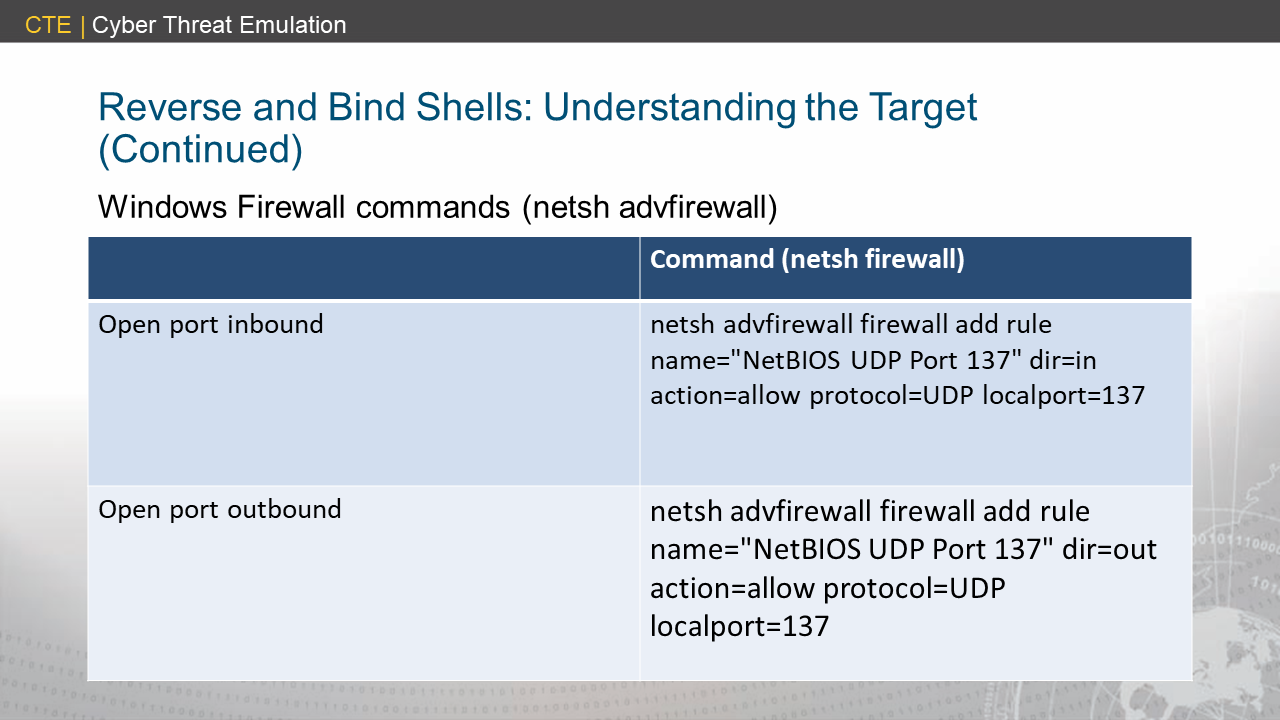 CTE | Cyber Threat Emulation
Reverse and Bind Shells: Understanding the Target
(Continued)
Windows Firewall commands (netsh advfirewall)
Command (netsh firewall)
Open port inbound
netsh advfirewall firewall add rule
name="NetBIOS UDP Port 137" dir=in
action=allow protocol=UDP localport=137
Open port outbound
netsh advfirewall firewall add rule
name="NetBIOS UDP Port 137" dir=out
action=allow protocol=UDP
localport=137